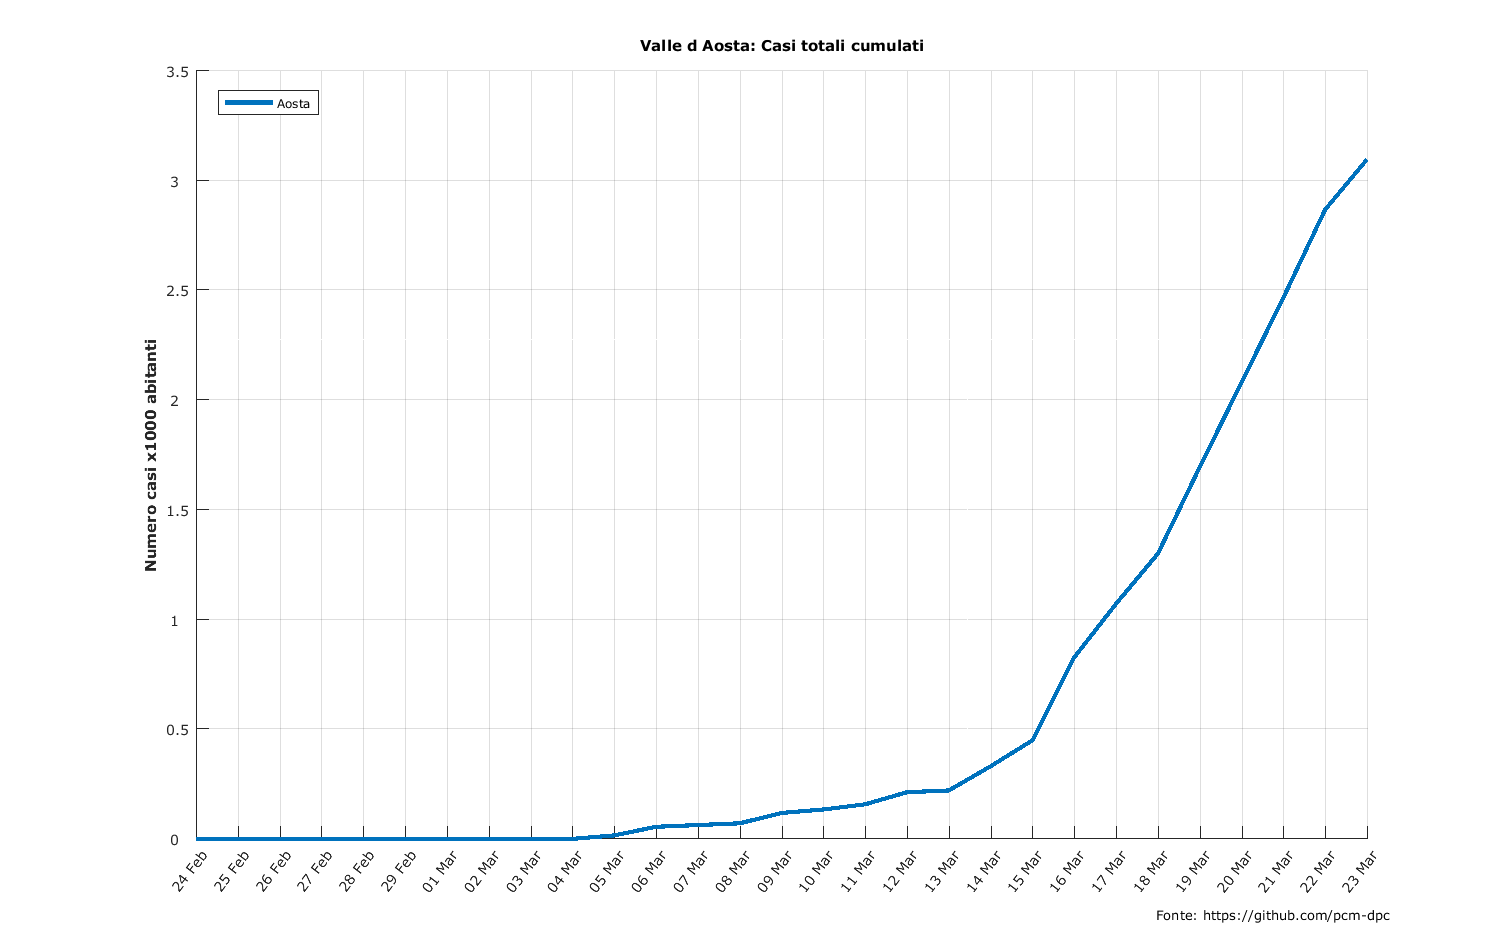 Valle d Aosta: Casi totali cumulati
Aosta
Numero casi x1000 abitanti
3.5
3
2.5
2
1.5
1
0.5
0
24 Feb
25 Feb
26 Feb
27 Feb
28 Feb
29 Feb
01 Mar
02 Mar
03 Mar
04 Mar
05 Mar
06 Mar
07 Mar
08 Mar
09 Mar
10 Mar
11 Mar
12 Mar
13 Mar
14 Mar
15 Mar
16 Mar
17 Mar
18 Mar
19 Mar
20 Mar
21 Mar
22 Mar
23 Mar
Fonte: https://github.com/pcm-dpc